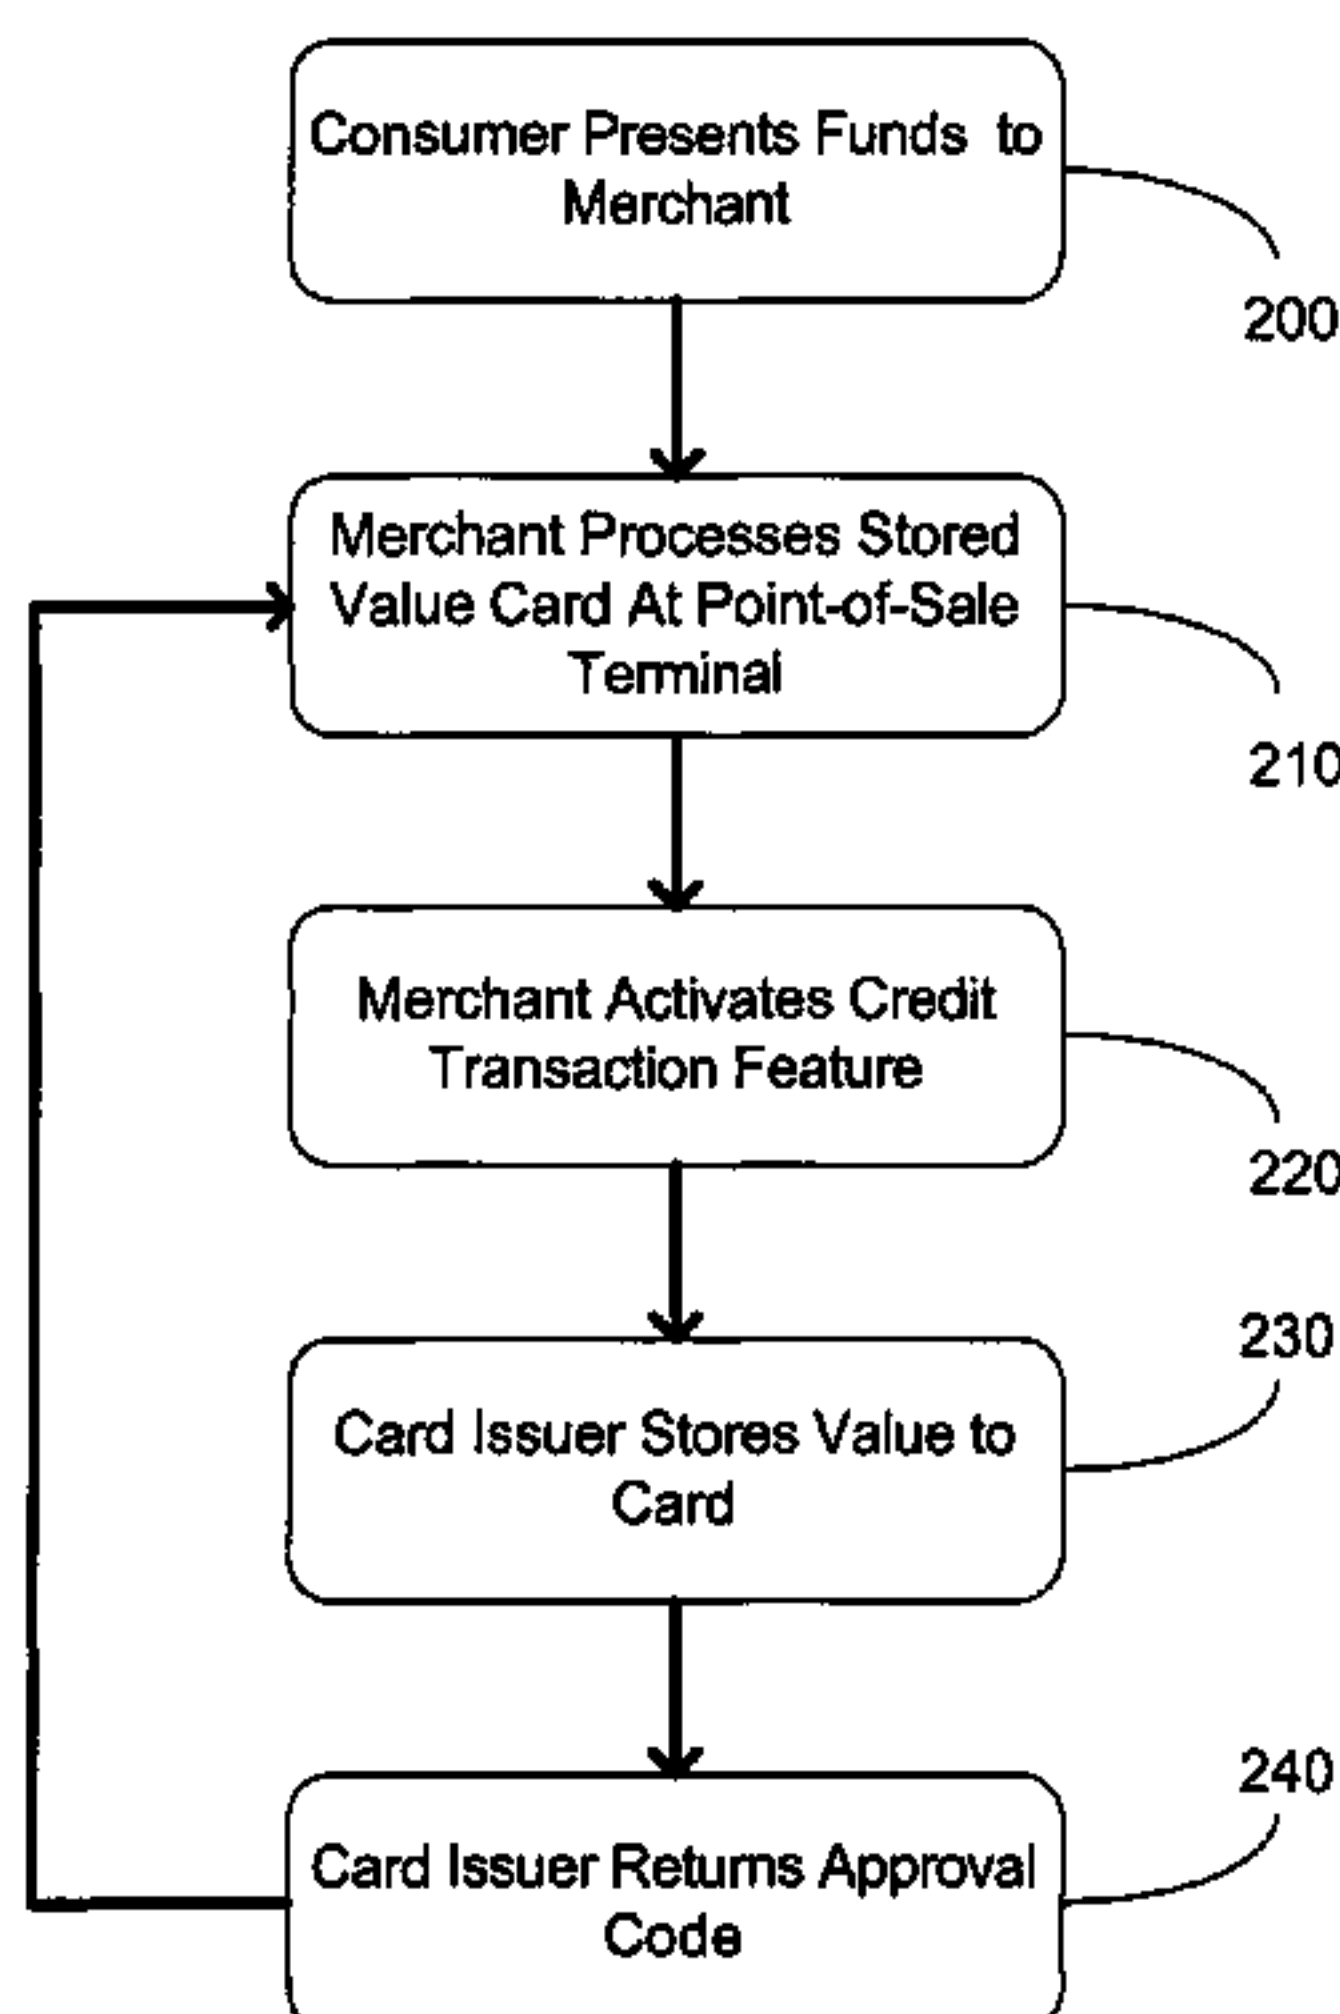 Consumer Presents Funds to
Merchant
200
Merchant Processes Stored
Value Card At Point-of-Sale
Terminal
210
Merchant Activates Credit
Transaction Feature
220
230
Card Issuer Stores Value to
Card
240
Card Issuer Returns Approval
Code